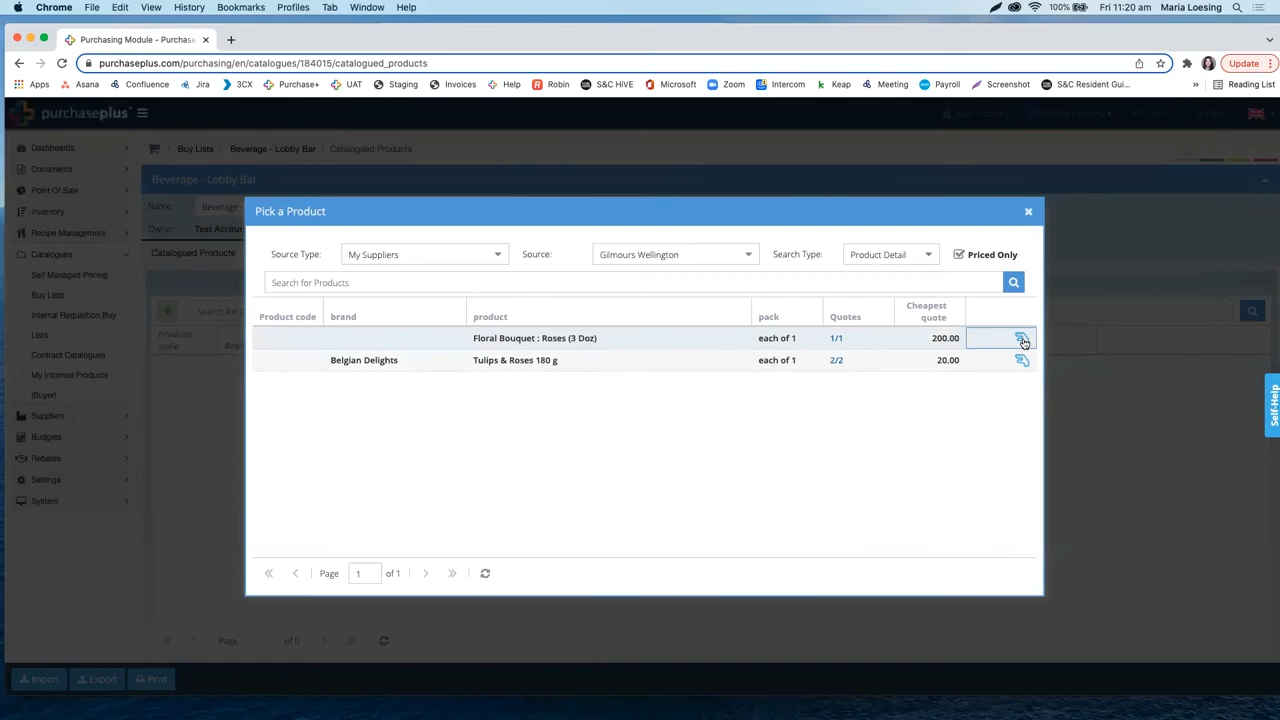 Chrome File Edit View History Bookmarks Profiles Tab Window Help 100% Fri 11:20 am Maria Loesing
Purchasing Module - Purchase
purchaseplus.com/purchasing/en/catalogues/184015/catalogued_products Update
Apps Asana Confluence Jira 3CX Purchase+ UAT Staging Invoices Help Robin S&C HiVE Microsoft Zoom Intercom Keap Meeting Payroll Screenshot S&C Resident Gui... » Reading List
purchaseplus™
Dashboards
Documents
Point Of Sale
Inventory
Recipe Management
Catalogues
Self Managed Pricing
Buy Lists
Internal Requisition Buy
Lists
Contract Catalogues
My Informal Products
(Buyer)
Suppliers
Budgets
Rebates
Settings
System
Buy Lists / Beverage - Lobby Bar / Catalogued Products
Beverage - Lobby Bar
Name: Beverage -
Owner: Test Accou
Catalogued Products
Search for C
Product
code
Bra
Pick a Product
Source Type: My Suppliers Source: Gilmours Wellington Search Type: Product Detail Priced Only
Search for Products
Product code brand product pack Quotes Cheapest
quote
Floral Bouquet : Roses (3 Doz) each of 1 1/1 200.00
Belgian Delights Tulips & Roses 180 g each of 1 2/2 20.00
Page 1 of 1
Page of 0
Import Export Print
Self-Help